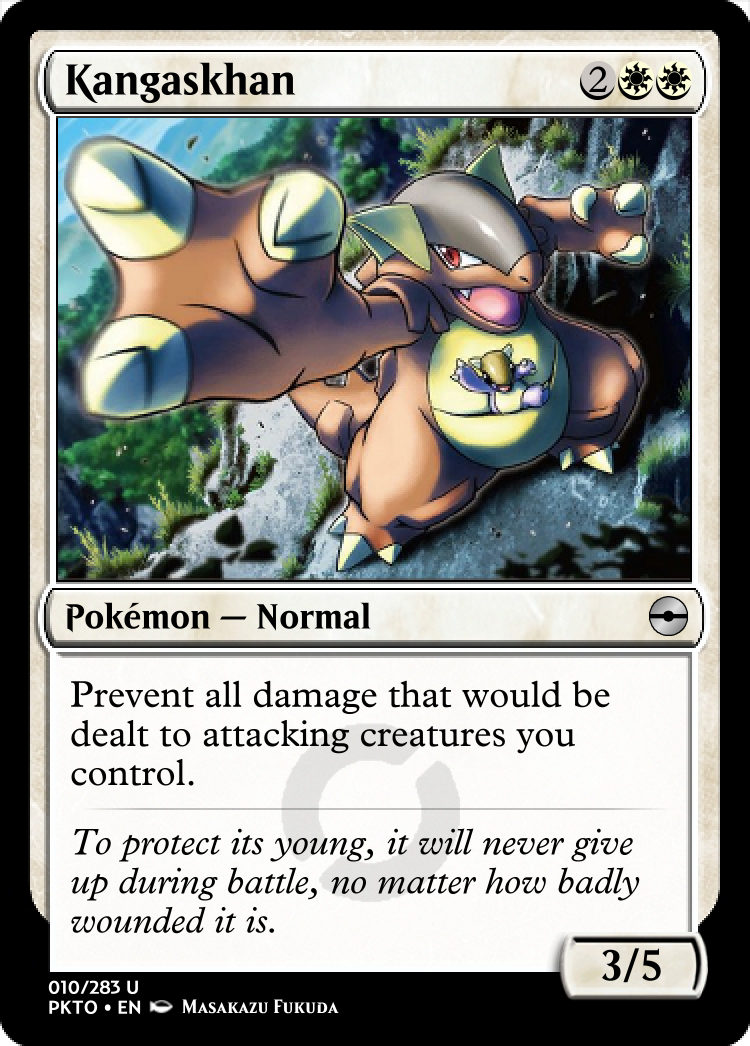 Kangaskhan 2
Pokémon — Normal
Prevent all damage that would be
dealt to attacking creatures you
control.
To protect its young, it will never give
up during battle, no matter how badly
wounded it is.
3/5
010/283 U
PKTO • EN Masakazu Fukuda